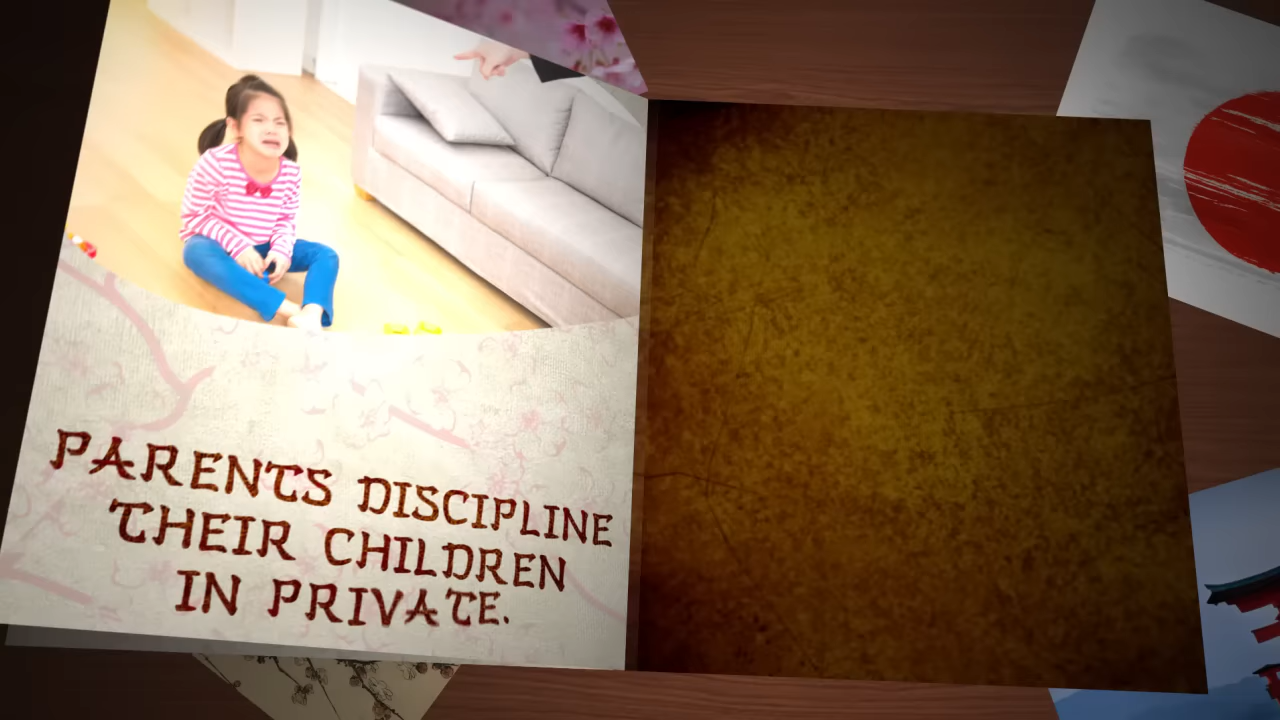 PARENTS DISCIPLINE
THEIR CHILDREN
IN PRIVATE.